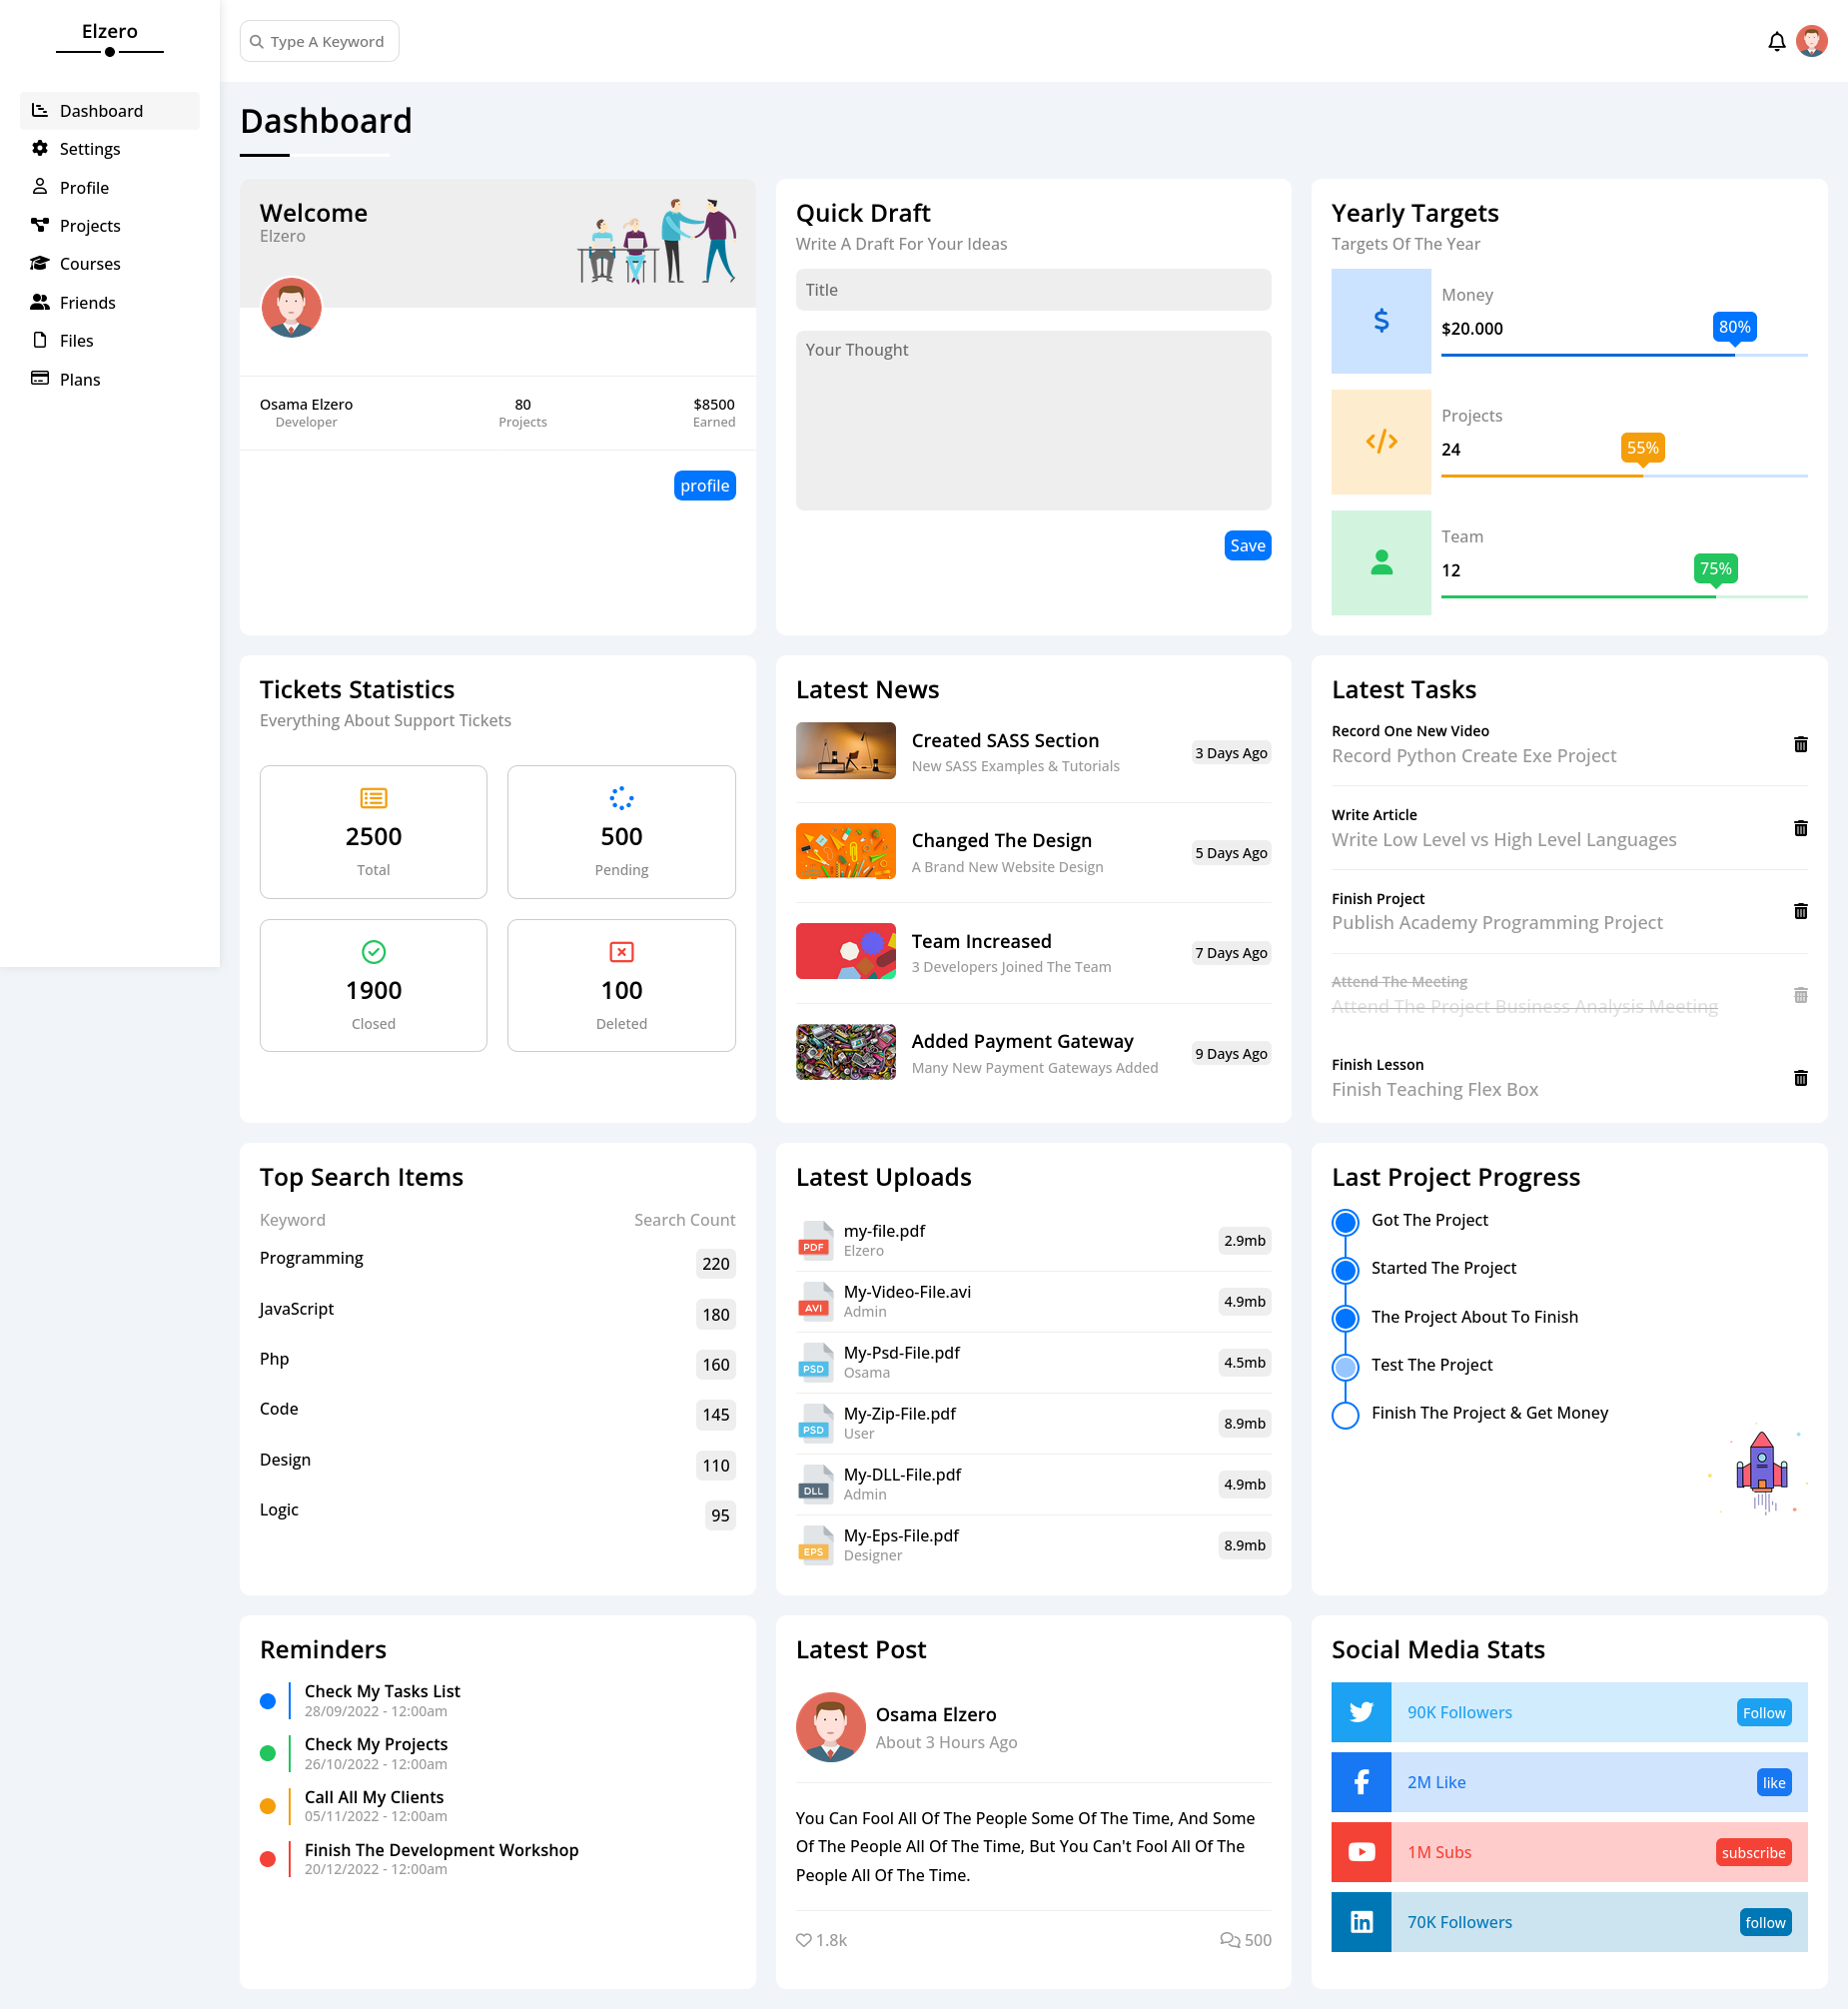 Elzero
Dashboard
Settings
Profile
Projects
Courses
Friends
Files
Plans
Type A Keyword
Dashboard
Welcome
Elzero
Osama Elzero
Developer
80
Projects
$8500
Earned
profile
Quick Draft
Write A Draft For Your Ideas
Title
Your Thought
Save
Yearly Targets
Targets Of The Year
Money
$20.000
80%
Projects
24
55%
Team
12
75%
Tickets Statistics
Everything About Support Tickets
2500
Total
500
Pending
1900
Closed
100
Deleted
Latest News
Created SASS Section
New SASS Examples & Tutorials
3 Days Ago
Changed The Design
A Brand New Website Design
5 Days Ago
Team Increased
3 Developers Joined The Team
7 Days Ago
Added Payment Gateway
Many New Payment Gateways Added
9 Days Ago
Latest Tasks
Record One New Video
Record Python Create Exe Project
Write Article
Write Low Level vs High Level Languages
Finish Project
Publish Academy Programming Project
Attend The Meeting
Attend The Project Business Analysis Meeting
Finish Lesson
Finish Teaching Flex Box
Top Search Items
Keyword Search Count
Programming 220
JavaScript 180
Php 160
Code 145
Design 110
Logic 95
Latest Uploads
PDF
my-file.pdf
Elzero
2.9mb
AVI
My-Video-File.avi
Admin
4.9mb
PSD
My-Psd-File.pdf
Osama
4.5mb
PSD
My-Zip-File.pdf
User
8.9mb
DLL
My-DLL-File.pdf
Admin
4.9mb
EPS
My-Eps-File.pdf
Designer
8.9mb
Last Project Progress
Got The Project
Started The Project
The Project About To Finish
Test The Project
Finish The Project & Get Money
Reminders
Check My Tasks List
28/09/2022 - 12:00am
Check My Projects
26/10/2022 - 12:00am
Call All My Clients
05/11/2022 - 12:00am
Finish The Development Workshop
20/12/2022 - 12:00am
Latest Post
Osama Elzero
About 3 Hours Ago
You Can Fool All Of The People Some Of The Time, And Some
Of The People All Of The Time, But You Can't Fool All Of The
People All Of The Time.
1.8k
500
Social Media Stats
90K Followers
Follow
2M Like
like
1M Subs
subscribe
70K Followers
follow